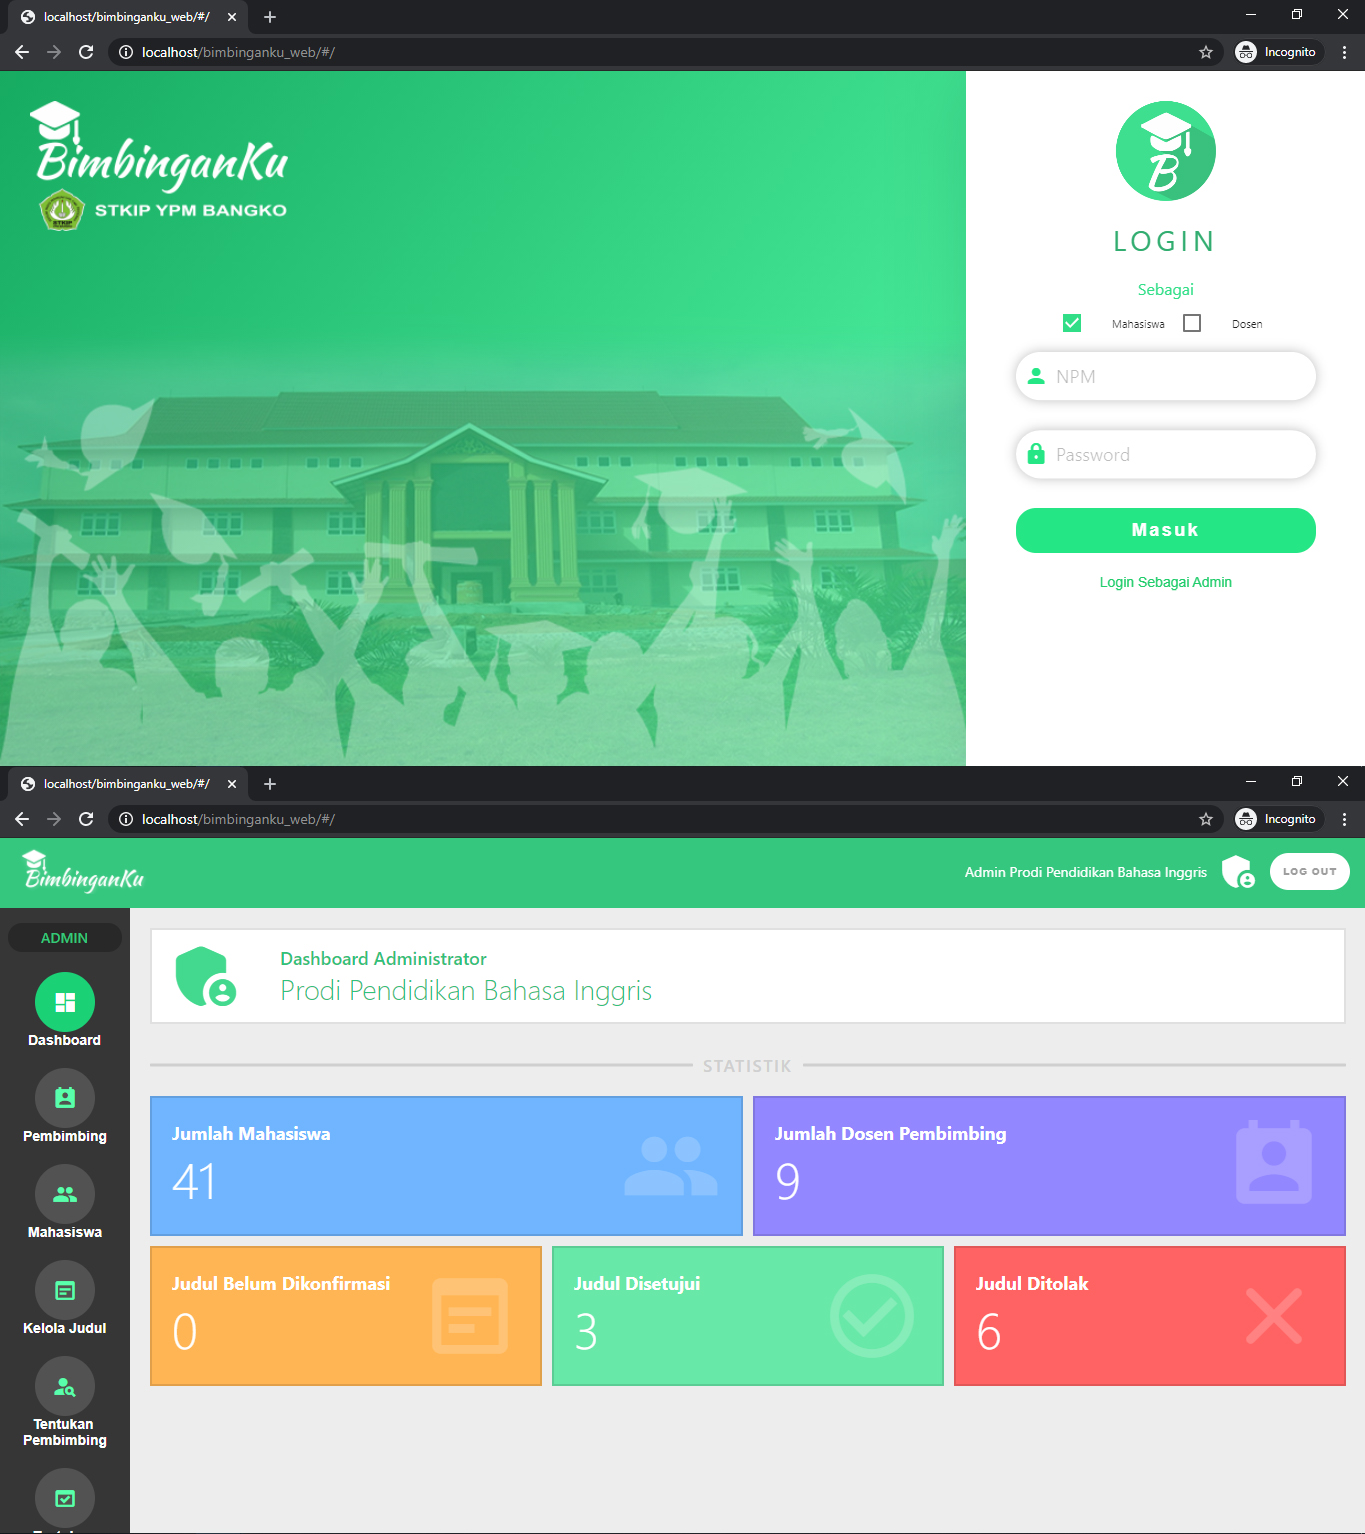 localhost/bimbinganku_web/#/
localhost/bimbinganku_web/#/
Incognito
BimbinganKu
STKIP YPM BANGKO
B
LOGIN
Sebagai
Mahasiswa
Dosen
NPM
Password
Masuk
Login Sebagai Admin
localhost/bimbinganku_web/#/
localhost/bimbinganku_web/#/
Incognito
BimbinganKu
Admin Prodi Pendidikan Bahasa Inggris
LOG OUT
ADMIN
Dashboard
Pembimbing
Mahasiswa
Kelola Judul
Tentukan
Pembimbing
Dashboard Administrator
Prodi Pendidikan Bahasa Inggris
STATISTIK
Jumlah Mahasiswa
41
Jumlah Dosen Pembimbing
9
Judul Belum Dikonfirmasi
0
Judul Disetujui
3
Judul Ditolak
6